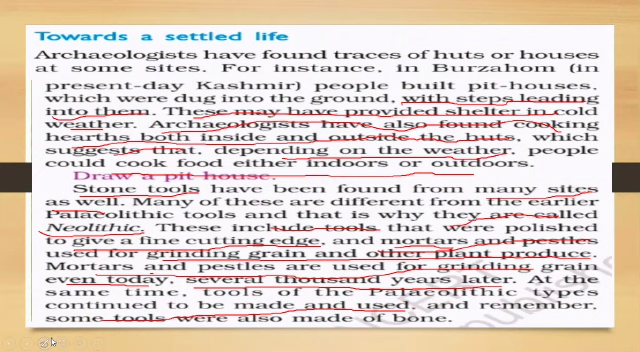 Towards a settled life
Archaeologists have found traces of huts or houses
at some sites. For instance, in Burzahom (in
present-day Kashmir) people built pit-houses,
which were dug into the ground, with steps leading
into them. These may have provided shelter in cold
weather. Archaeologists have also found cooking
hearths both inside and outside the huts, which
suggests that, depending on the weather, people
could cook food either indoors or outdoors.
Draw a pit house.
Stone tools have been found from many sites
as well. Many of these are different from the earlier
Palaeolithic tools and that is why they are called
Neolithic. These include tools that were polished
to give a fine cutting edge, and mortars and pestles
used for grinding grain and other plant produce.
Mortars and pestles are used for grinding grain
even today, several thousand years later. At the
same time, tools of the Palaeolithic types
continued to be made and used, and remember,
some tools were also made of bone.